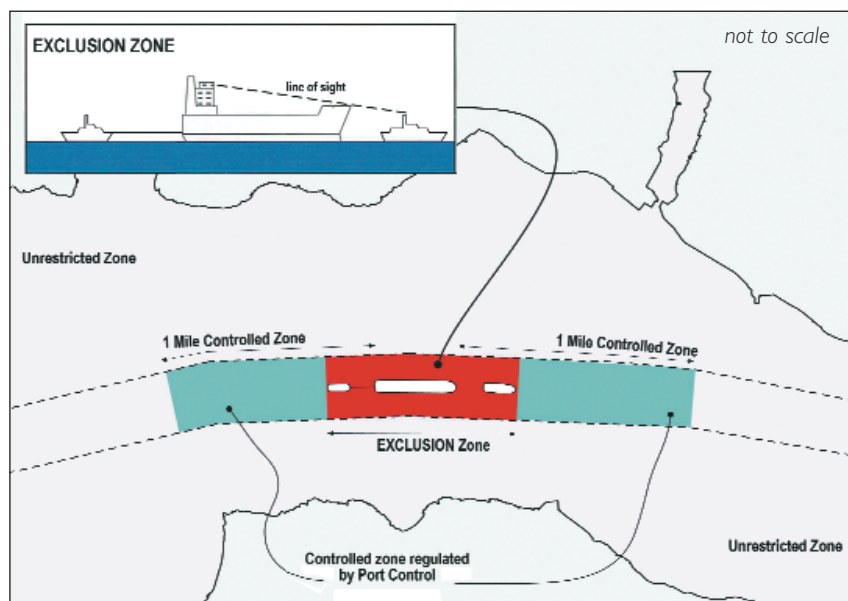 EXCLUSION ZONE
not to scale
line of sight
Unrestricted Zone
1 Mile Controlled Zone
1 Mile Controlled Zone
EXCLUSION Zone
Controlled zone regulated
by Port Control
Unrestricted Zone